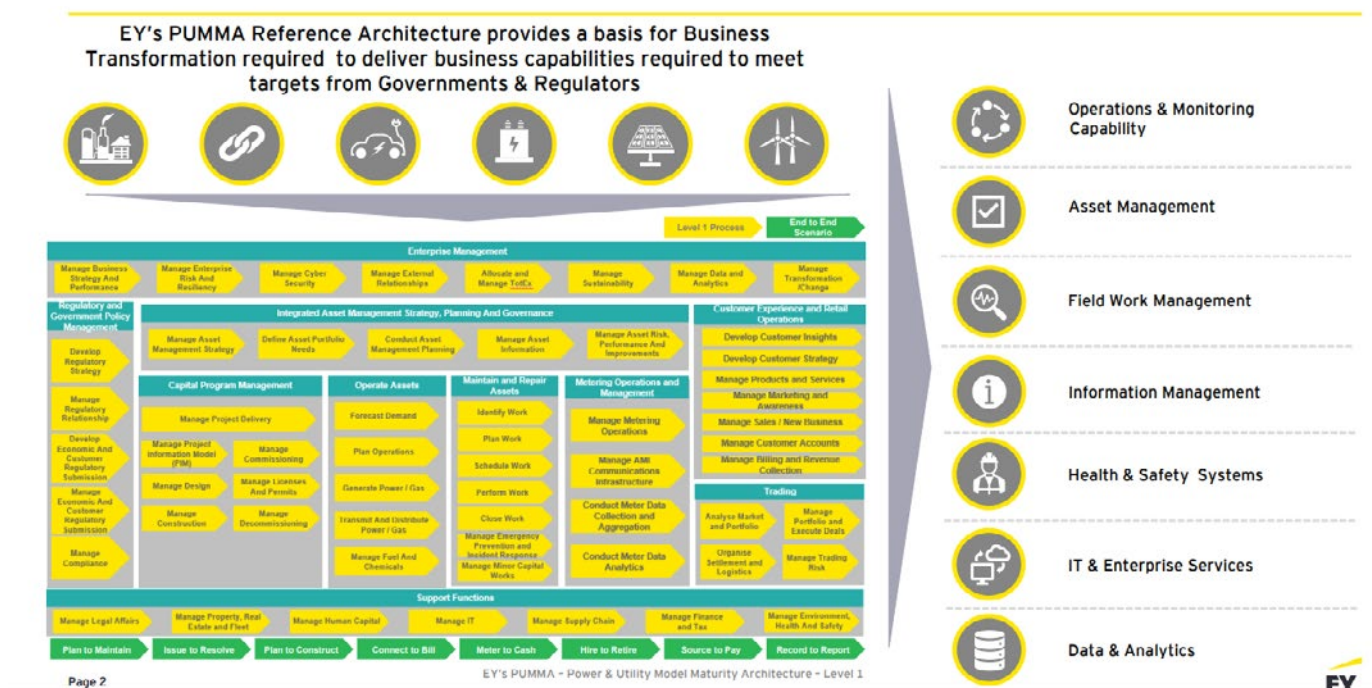 EY's PUMMA Reference Architecture provides a basis for Business
Transformation required to deliver business capabilities required to meet
targets from Governments & Regulators
Level 1 Process
End to End
Scenario
Enterprise Management
Manage Business
Strategy And
Performance
Manage Enterprise
Risk And
Resiliency
Manage Cyber
Security
Manage External
Relationships
Allocate and
Manage TotEx
Manage
Sustainability
Manage Data and
Analytics
Manage
Transformation
/Change
Regulatory and
Government Policy
Management
Develop
Regulatory
Strategy
Manage
Regulatory
Relationship
Develop
Economic And
Customer
Regulatory
Submission
Manage
Economic And
Customer
Regulatory
Submission
Manage
Compliance
Integrated Asset Management Strategy, Planning And Governance
Manage Asset
Management Strategy
Define Asset Portfolio
Needs
Conduct Asset
Management Planning
Manage Asset
Information
Manage Asset Risk,
Performance And
Improvements
Capital Program Management
Manage Project Delivery
Manage Project
Information Model
(PIM)
Manage
Commissioning
Manage Design
Manage Licenses
And Permits
Manage
Construction
Manage
Decommissioning
Operate Assets
Forecast Demand
Plan Operations
Generate Power / Gas
Transmit And Distribute
Power / Gas
Manage Fuel And
Chemicals
Maintain and Repair
Assets
Identify Work
Plan Work
Schedule Work
Perform Work
Close Work
Manage Emergency
Prevention and
Incident Response
Manage Minor Capital
Works
Metering Operations and
Management
Manage Metering
Operations
Manage AMI
Communications
Infrastructure
Conduct Meter Data
Collection and
Aggregation
Conduct Meter Data
Analytics
Customer Experience and Retail
Operations
Develop Customer Insights
Develop Customer Strategy
Manage Products and Services
Manage Marketing and
Awareness
Manage Sales / New Business
Manage Customer Accounts
Manage Billing and Revenue
Collection
Trading
Analyse Market
and Portfolio
Manage
Portfolio and
Execute Deals
Organise
Settlement and
Logistics
Manage Trading
Risk
Support Functions
Manage Legal Affairs
Manage Property, Real
Estate and Fleet
Manage Human Capital
Manage IT
Manage Supply Chain
Manage Finance
and Tax
Manage Environment,
Health And Safety
Plan to Maintain
Issue to Resolve
Plan to Construct
Connect to Bill
Meter to Cash
Hire to Retire
Source to Pay
Record to Report
EY's PUMMA – Power & Utility Model Maturity Architecture – Level 1
Page 2
Operations & Monitoring
Capability
Asset Management
Field Work Management
Information Management
Health & Safety Systems
IT & Enterprise Services
Data & Analytics
EY